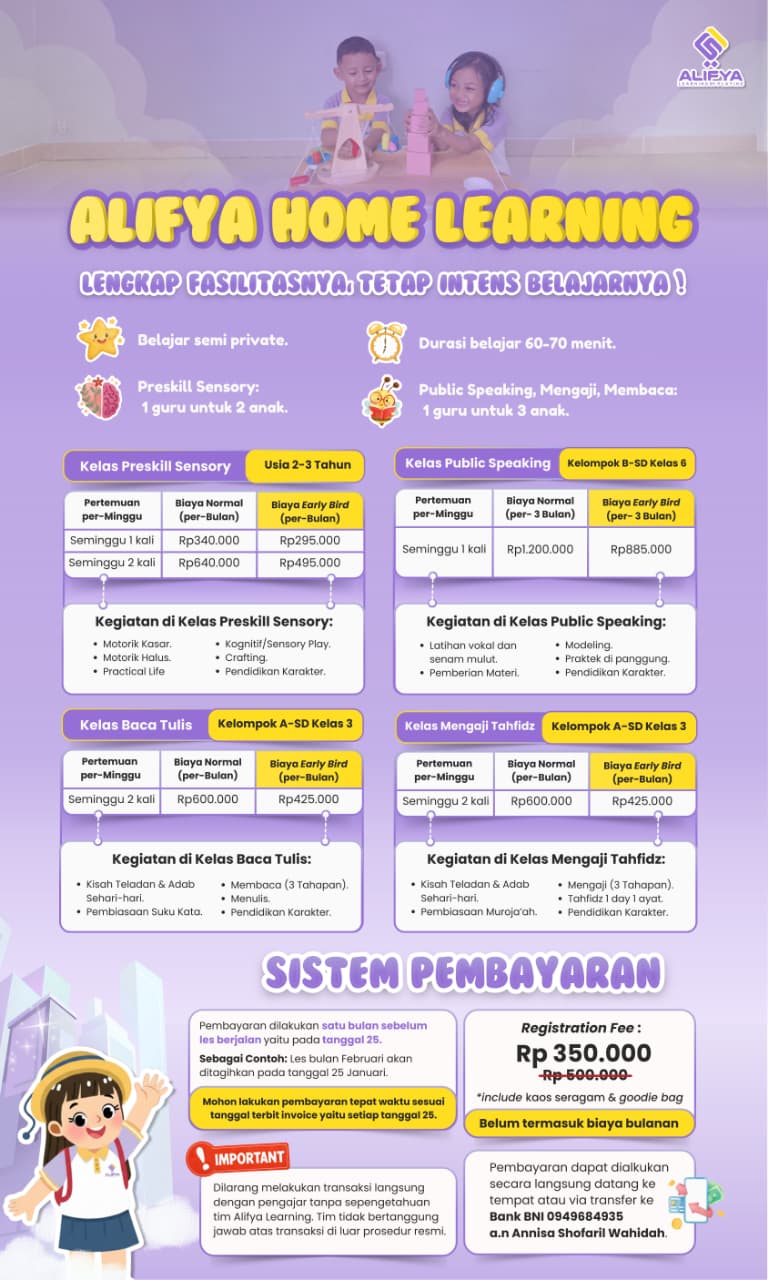 ALIFYA
ALIFYA HOME LEARNING
LENGKAP FASILITASNYA, TETAP INTENS BELAJARNYA !
Belajar semi private.
Durasi belajar 60-70 menit.
Preskill Sensory:
1 guru untuk 2 anak.
Public Speaking, Mengaji, Membaca:
1 guru untuk 3 anak.
Kelas Preskill Sensory Usia 2-3 Tahun
Pertemuan per-Minggu Biaya Normal (per-Bulan) Biaya Early Bird (per-Bulan)
Seminggu 1 kali Rp340.000 Rp295.000
Seminggu 2 kali Rp640.000 Rp495.000
Kegiatan di Kelas Preskill Sensory:
• Motorik Kasar.
• Motorik Halus.
• Practical Life
• Kognitif/Sensory Play.
• Crafting.
• Pendidikan Karakter.
Kelas Public Speaking Kelompok B-SD Kelas 6
Pertemuan per-Minggu Biaya Normal (per- 3 Bulan) Biaya Early Bird (per- 3 Bulan)
Seminggu 1 kali Rp1.200.000 Rp885.000
Kegiatan di Kelas Public Speaking:
• Latihan vokal dan
senam mulut.
• Pemberian Materi.
• Modeling.
• Praktek di panggung.
• Pendidikan Karakter.
Kelas Baca Tulis Kelompok A-SD Kelas 3
Pertemuan per-Minggu Biaya Normal (per-Bulan) Biaya Early Bird (per-Bulan)
Seminggu 2 kali Rp600.000 Rp425.000
Kegiatan di Kelas Baca Tulis:
• Kisah Teladan & Adab
Sehari-hari.
• Pembiasaan Suku Kata.
• Membaca (3 Tahapan).
• Menulis.
• Pendidikan Karakter.
Kelas Mengaji Tahfidz Kelompok A-SD Kelas 3
Pertemuan per-Minggu Biaya Normal (per-Bulan) Biaya Early Bird (per-Bulan)
Seminggu 2 kali Rp600.000 Rp425.000
Kegiatan di Kelas Mengaji Tahfidz:
• Kisah Teladan & Adab
Sehari-hari.
• Pembiasaan Muroja'ah.
• Mengaji (3 Tahapan).
• Tahfidz 1 day 1 ayat.
• Pendidikan Karakter.
SISTEM PEMBAYARAN
Pembayaran dilakukan satu bulan sebelum
les berjalan yaitu pada tanggal 25.
Sebagai Contoh: Les bulan Februari akan
ditagihkan pada tanggal 25 Januari.
Mohon lakukan pembayaran tepat waktu sesuai
tanggal terbit invoice yaitu setiap tanggal 25.
Registration Fee :
Rp 350.000
Rp 500.000
*include kaos seragam & goodie bag
Belum termasuk biaya bulanan
! IMPORTANT
Dilarang melakukan transaksi langsung
dengan pengajar tanpa sepengetahuan
tim Alifya Learning. Tim tidak bertanggung
jawab atas transaksi di luar prosedur resmi.
Pembayaran dapat dialkukan
secara langsung datang ke
tempat atau via transfer ke
Bank BNI 0949684935
a.n Annisa Shofaril Wahidah.